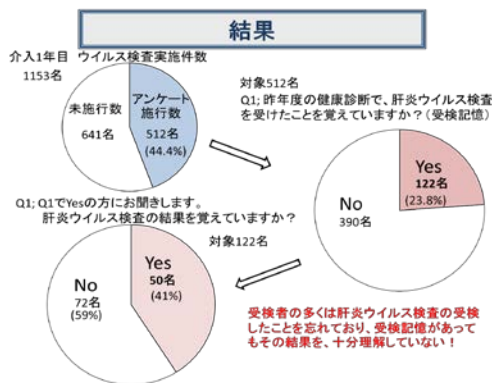 結果
介入1年目 ウイルス検査実施件数
1153名
未施行数
641名
アンケート
施行数
512名
(44.4%)
対象512名
Q1; 昨年度の健康診断で、肝炎ウイルス検査
を受けたことを覚えていますか?(受検記憶)
Yes
122名
(23.8%)
No
390名
Q1; Q1でYesの方にお聞きします。
肝炎ウイルス検査の結果を覚えていますか?
対象122名
Yes
50名
(41%)
No
72名
(59%)
受検者の多くは肝炎ウイルス検査の受検
したことを忘れており、受検記憶があって
もその結果を、十分理解していない!